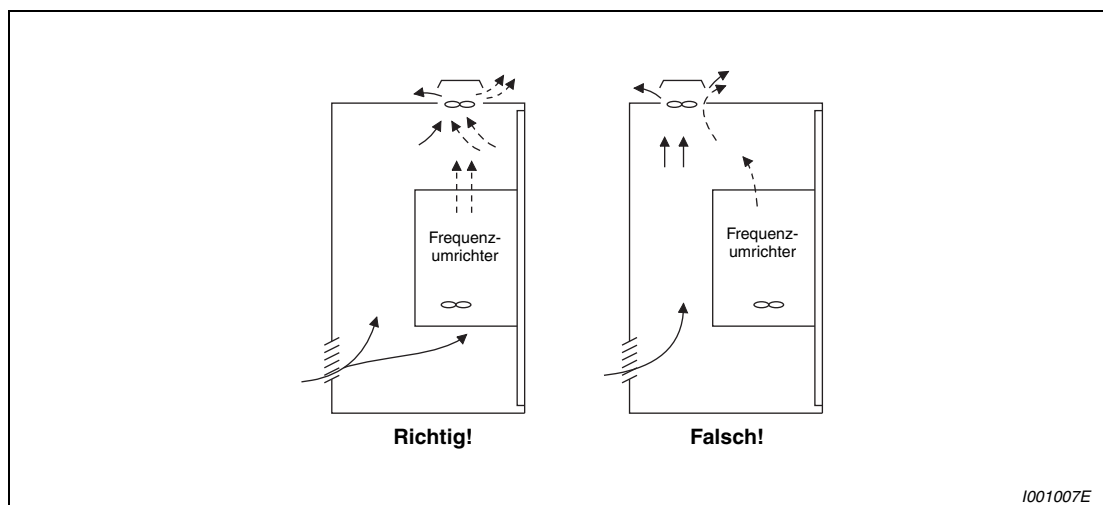 Frequenz-
umrichter
Frequenz-
umrichter
Richtig!
Falsch!
I001007E